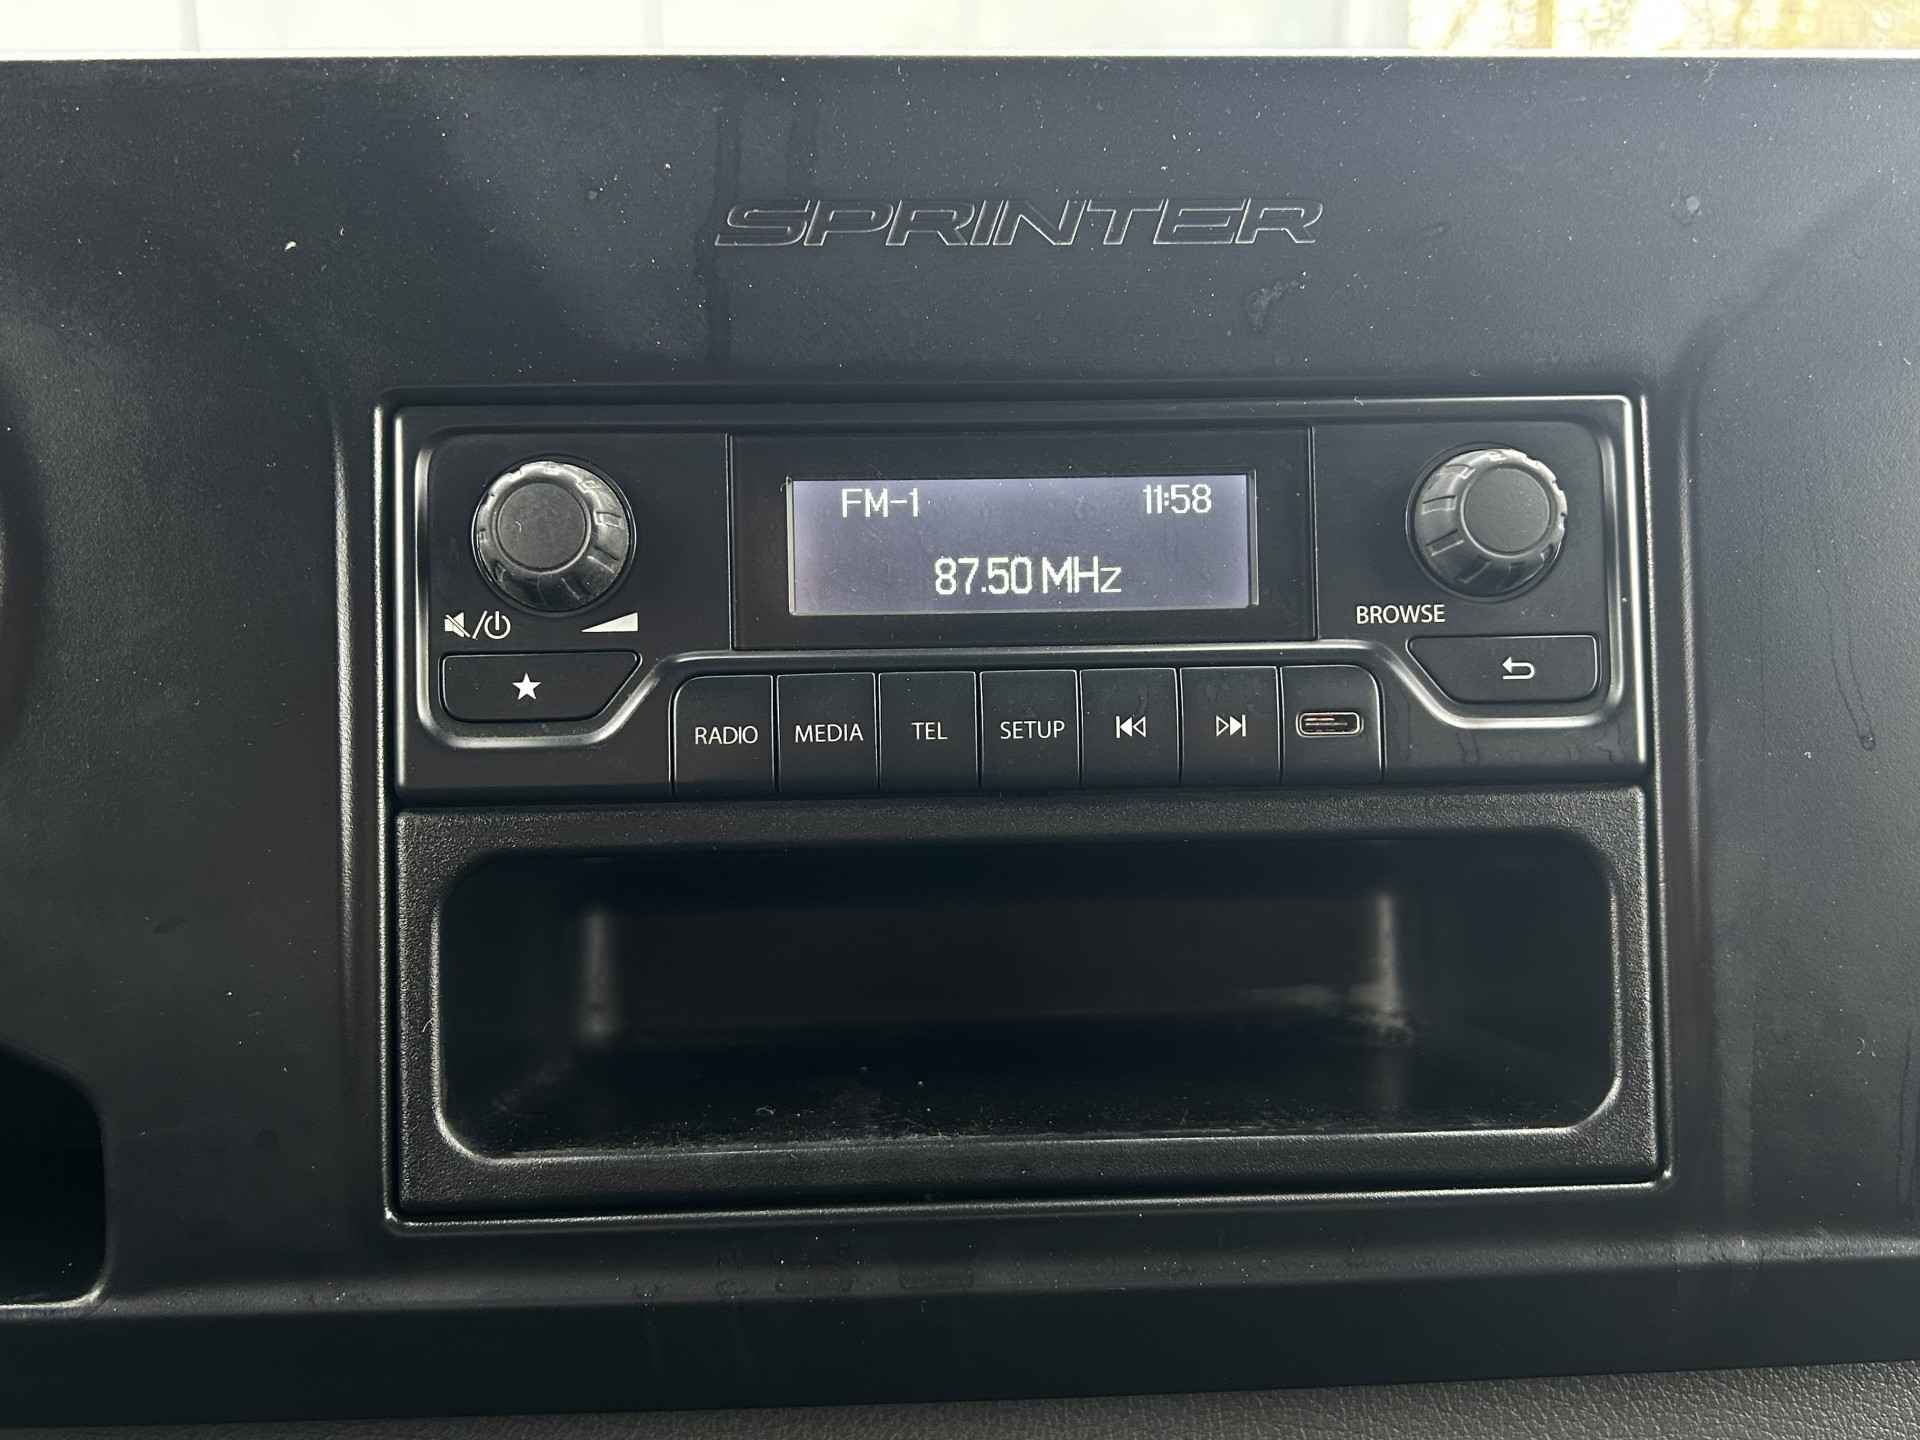 SPRINTER
FM-1 11:58
87.50 MHz
BROWSE
RADIO MEDIA TEL SETUP